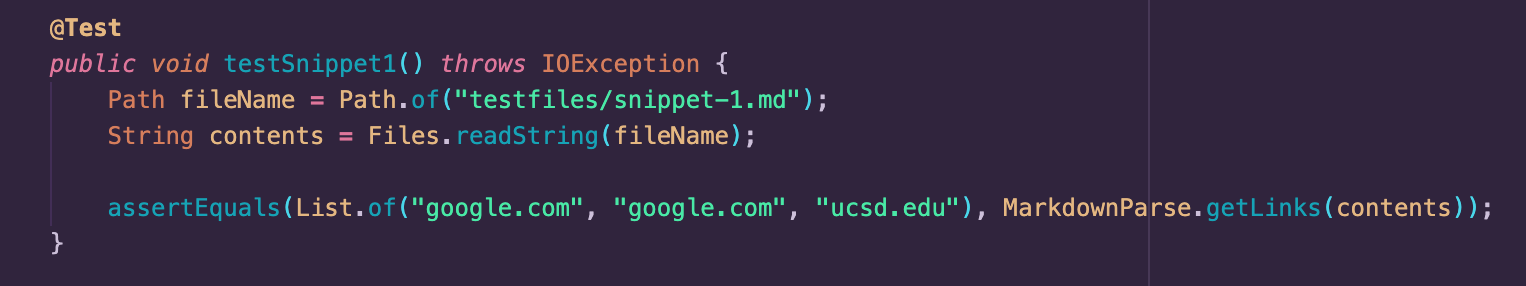 @Test
public void testSnippet1() throws IOException {
Path fileName = Path.of("testfiles/snippet-1.md");
String contents = Files.readString(fileName);
assertEquals(List.of("google.com", "google.com", "ucsd.edu"), MarkdownParse.getLinks(contents));
}